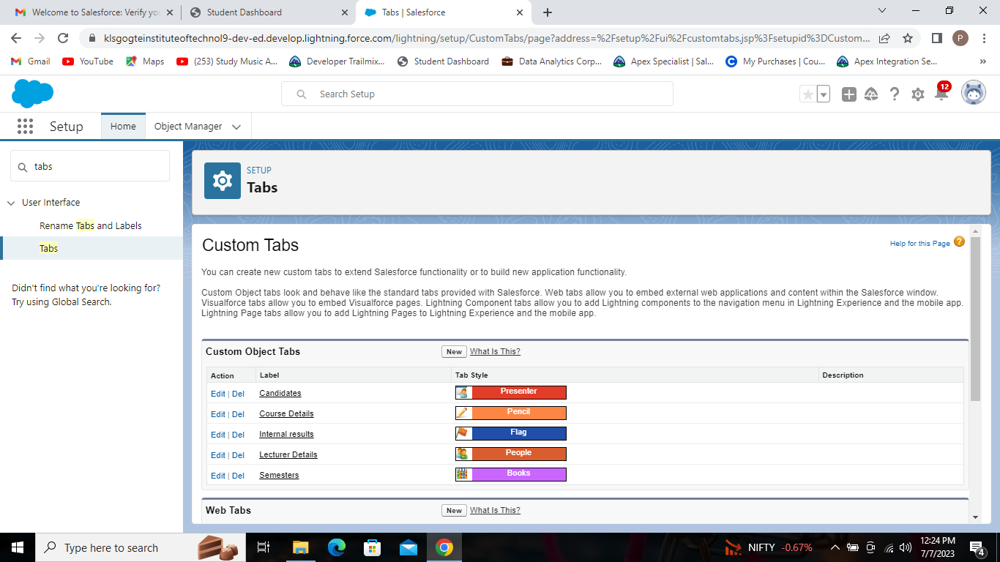 Welcome to Salesforce: Verify yo
Student Dashboard
Tabs | Salesforce
klsgogteinstituteoftechnol9-dev-ed.develop.lightning.force.com/lightning/setup/CustomTabs/page?address=%2Fsetup%2Fui%2Fcustomtabs.jsp%3Fsetupid%3DCustom...
P
Gmail
YouTube
Maps
(253) Study Music A...
Developer Trailmix...
Student Dashboard
Data Analytics Corp...
Apex Specialist | Sal...
My Purchases | Cou...
Apex Integration Se...
»
Search Setup
12
Setup
Home
Object Manager
tabs
User Interface
Rename Tabs and Labels
Tabs
Didn't find what you're looking for?
Try using Global Search.
SETUP
Tabs
Custom Tabs
Help for this Page
You can create new custom tabs to extend Salesforce functionality or to build new application functionality.
Custom Object tabs look and behave like the standard tabs provided with Salesforce. Web tabs allow you to embed external web applications and content within the Salesforce window.
Visualforce tabs allow you to embed Visualforce pages. Lightning Component tabs allow you to add Lightning components to the navigation menu in Lightning Experience and the mobile app.
Lightning Page tabs allow you to add Lightning Pages to Lightning Experience and the mobile app.
Custom Object Tabs New What Is This?
Action Label Tab Style Description
Edit | Del Candidates Presenter
Edit | Del Course Details Pencil
Edit | Del Internal results Flag
Edit | Del Lecturer Details People
Edit | Del Semesters Books
Web Tabs New What Is This?
Type here to search
NIFTY -0.67%
12:24 PM
7/7/2023
4